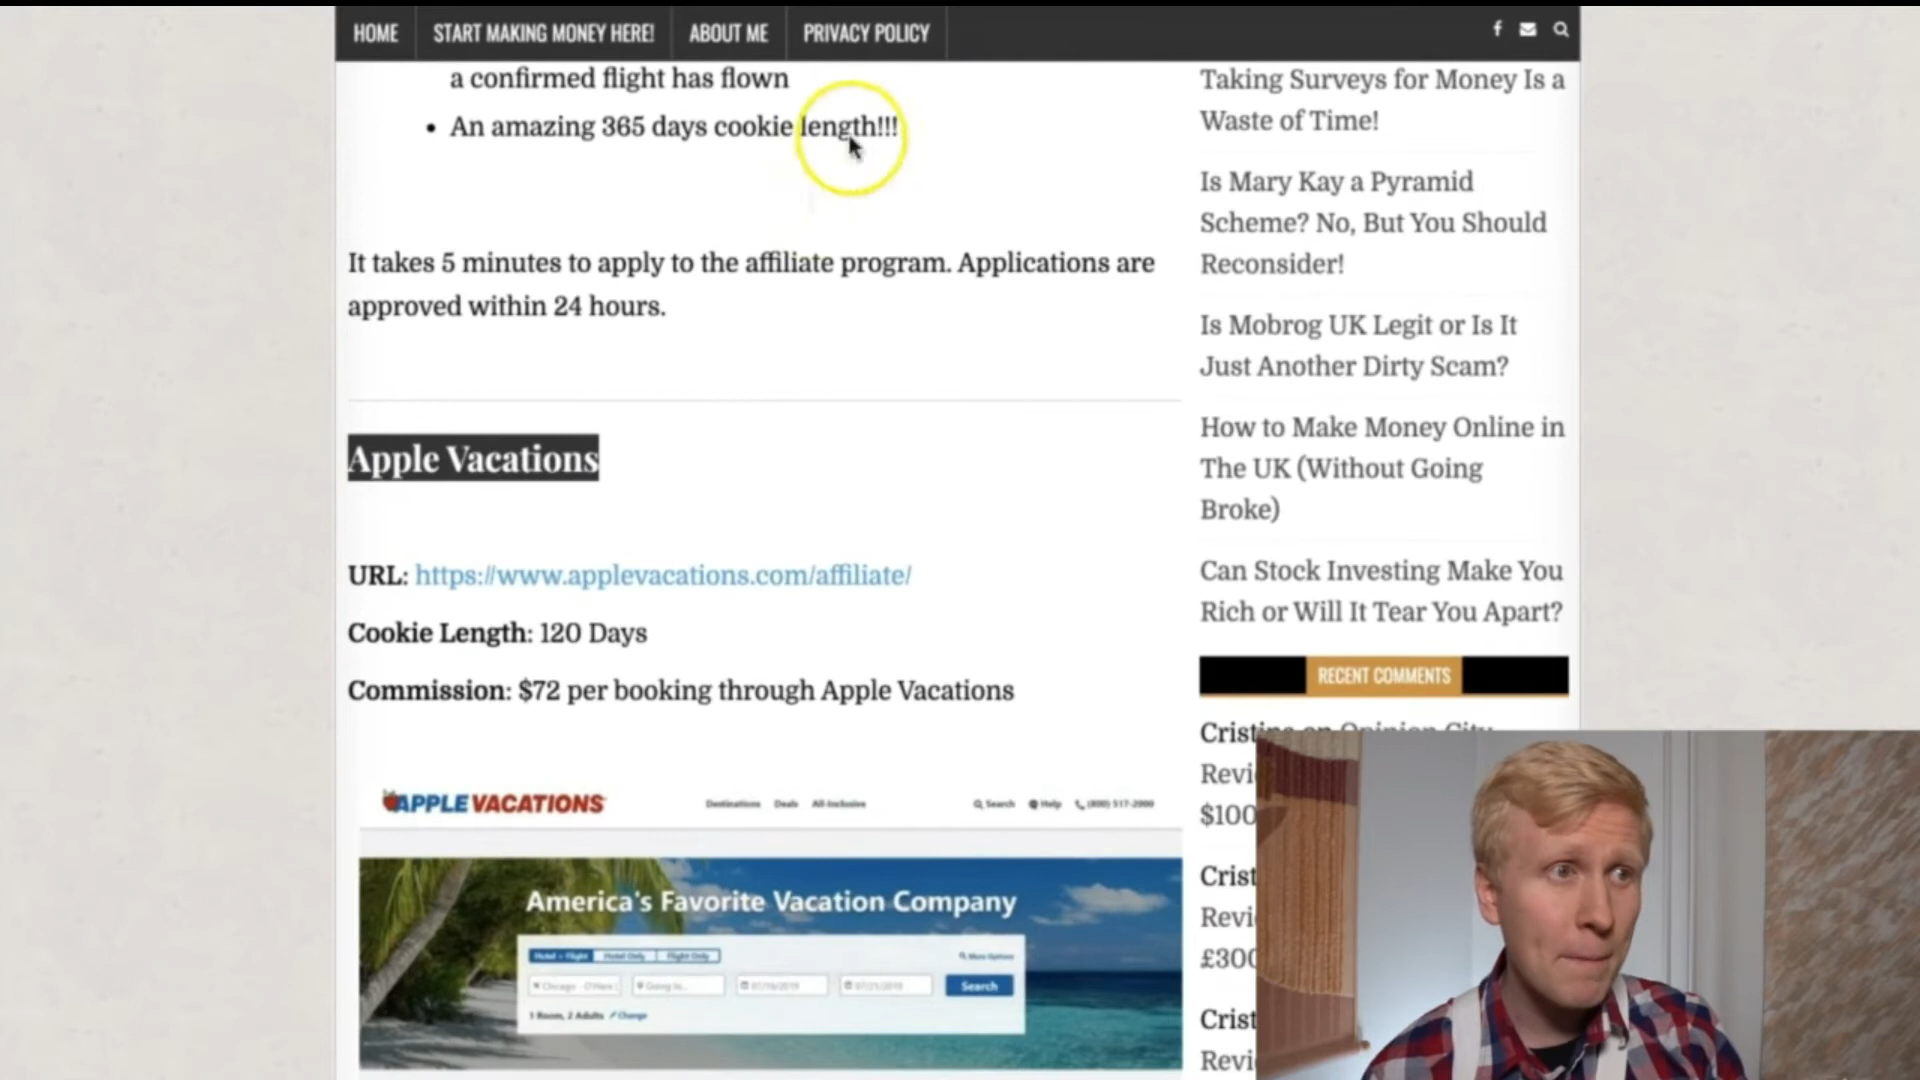 HOME START MAKING MONEY HERE! ABOUT ME PRIVACY POLICY
a confirmed flight has flown
• An amazing 365 days cookie length!!!
It takes 5 minutes to apply to the affiliate program. Applications are
approved within 24 hours.
Apple Vacations
URL: https://www.applevacations.com/affiliate/
Cookie Length: 120 Days
Commission: $72 per booking through Apple Vacations
APPLE VACATIONS
Destinations Deals All-Inclusive Search Help (800) 517-2000
America's Favorite Vacation Company
Hotel + Flight Hotel Only Flight Only More Options
Chicago - O'Hare Going to... 07/21/2019 Search
1 Room, 2 Adults Change
Taking Surveys for Money Is a
Waste of Time!
Is Mary Kay a Pyramid
Scheme? No, But You Should
Reconsider!
Is Mobrog UK Legit or Is It
Just Another Dirty Scam?
How to Make Money Online in
The UK (Without Going
Broke)
Can Stock Investing Make You
Rich or Will It Tear You Apart?
RECENT COMMENTS
Cristina on Opinion City
Revi
$100
Crist
Revi
£300
Crist
Revi